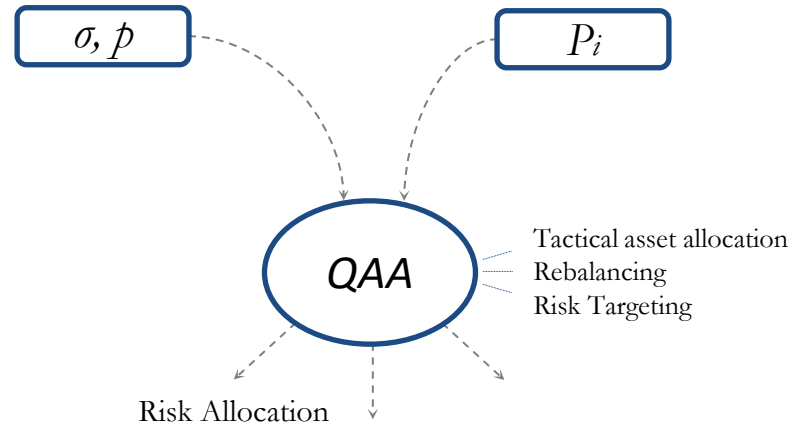 σ, p
Pi
QAA
Tactical asset allocation
Rebalancing
Risk Targeting
Risk Allocation